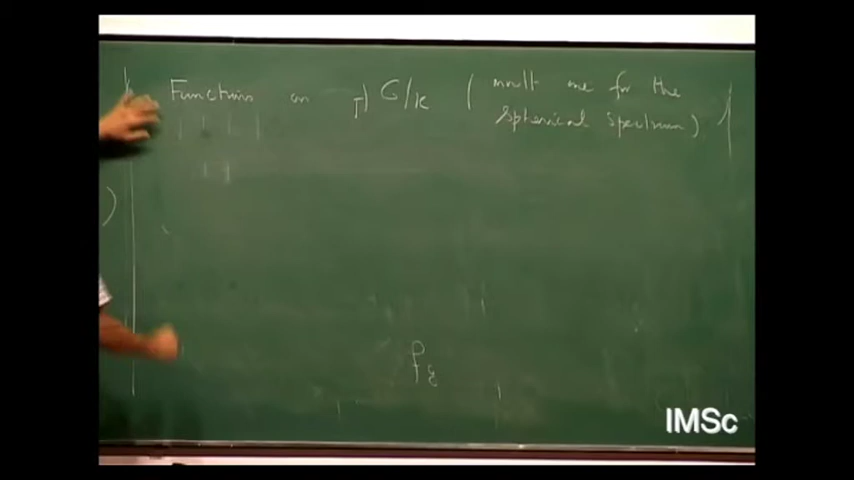 Functions on Γ\G/K ( mult one for the
Spherical Spectrum)
)
IMSc